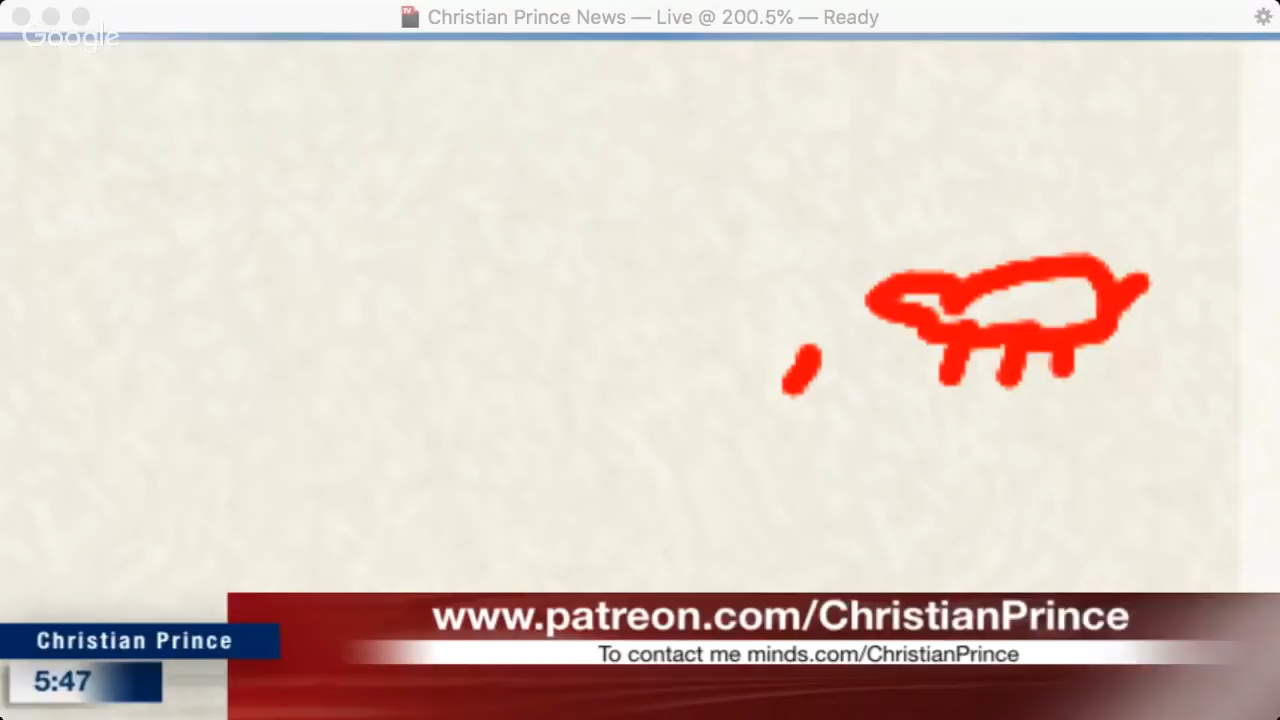 Christian Prince News — Live @ 200.5% — Ready
Google
www.patreon.com/ChristianPrince
To contact me minds.com/ChristianPrince
Christian Prince
5:47